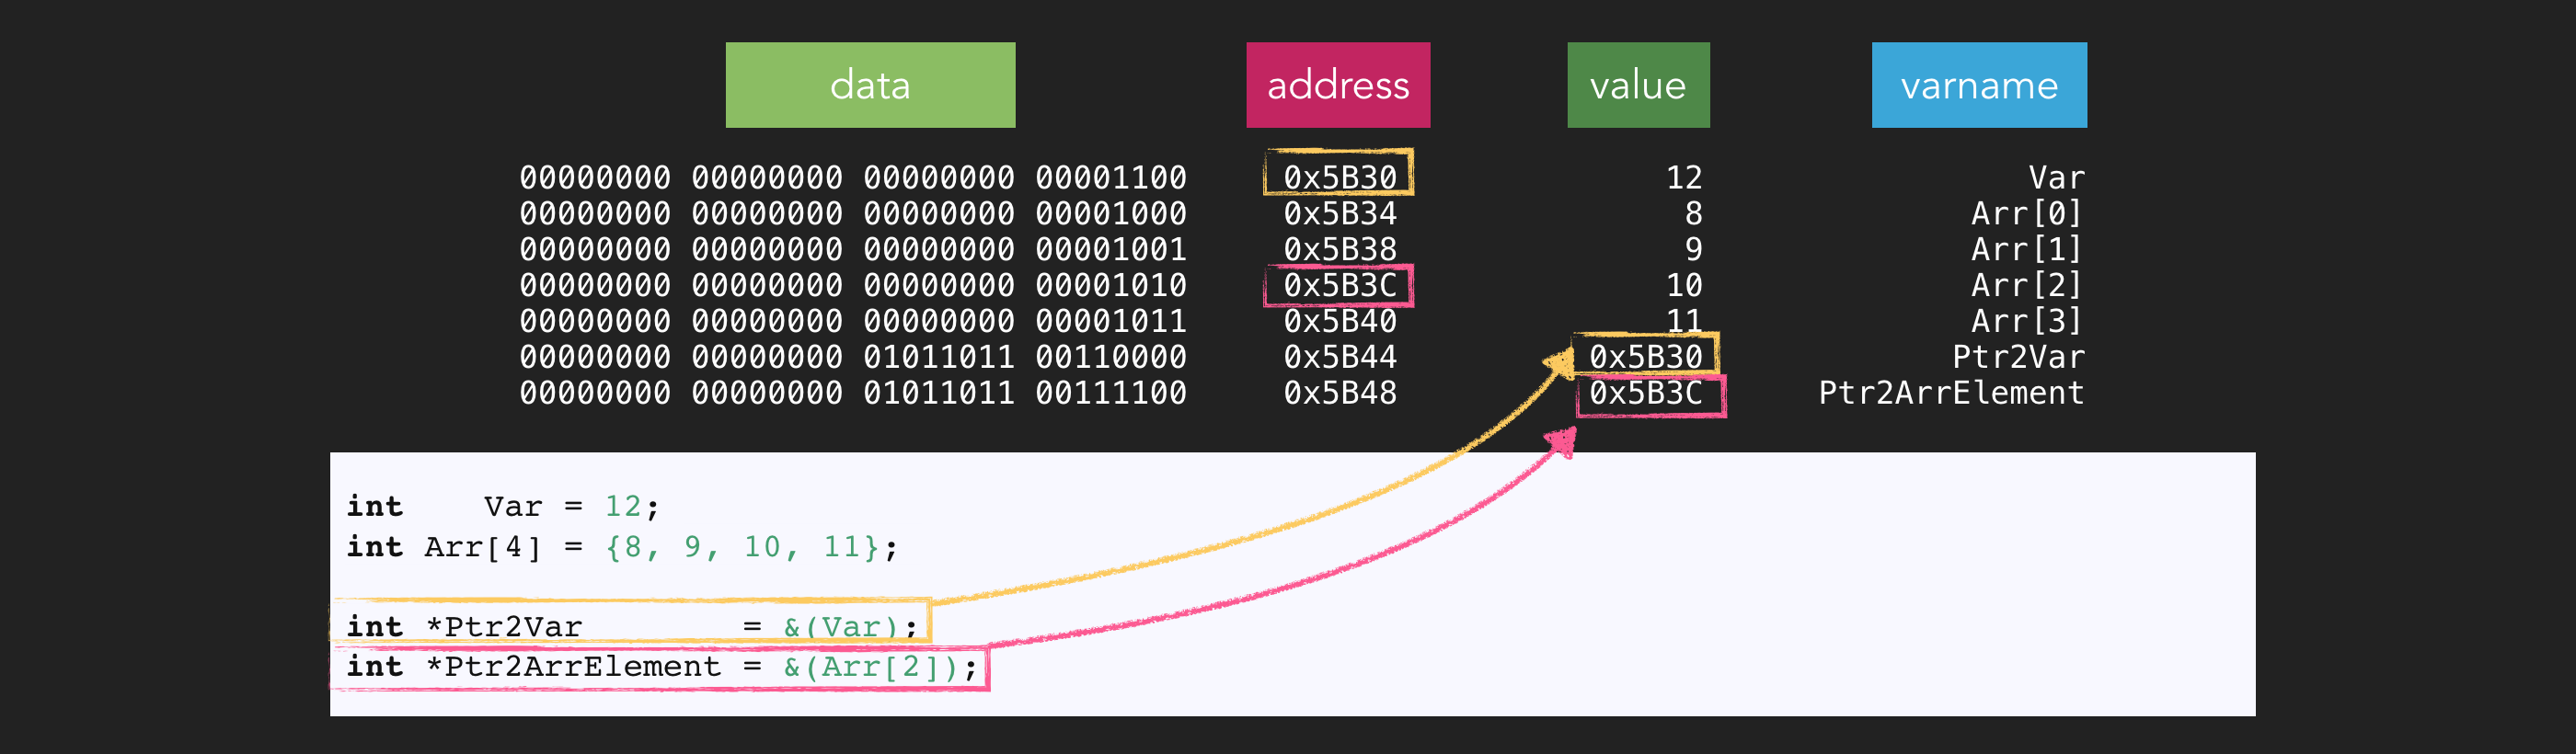 data address value varname
00000000 00000000 00000000 00001100 0x5B30 12 Var
00000000 00000000 00000000 00001000 0x5B34 8 Arr[0]
00000000 00000000 00000000 00001001 0x5B38 9 Arr[1]
00000000 00000000 00000000 00001010 0x5B3C 10 Arr[2]
00000000 00000000 00000000 00001011 0x5B40 11 Arr[3]
00000000 00000000 01011011 00110000 0x5B44 0x5B30 Ptr2Var
00000000 00000000 01011011 00111100 0x5B48 0x5B3C Ptr2ArrElement
int    Var = 12;
int Arr[4] = {8, 9, 10, 11};
int *Ptr2Var        = &(Var);
int *Ptr2ArrElement = &(Arr[2]);